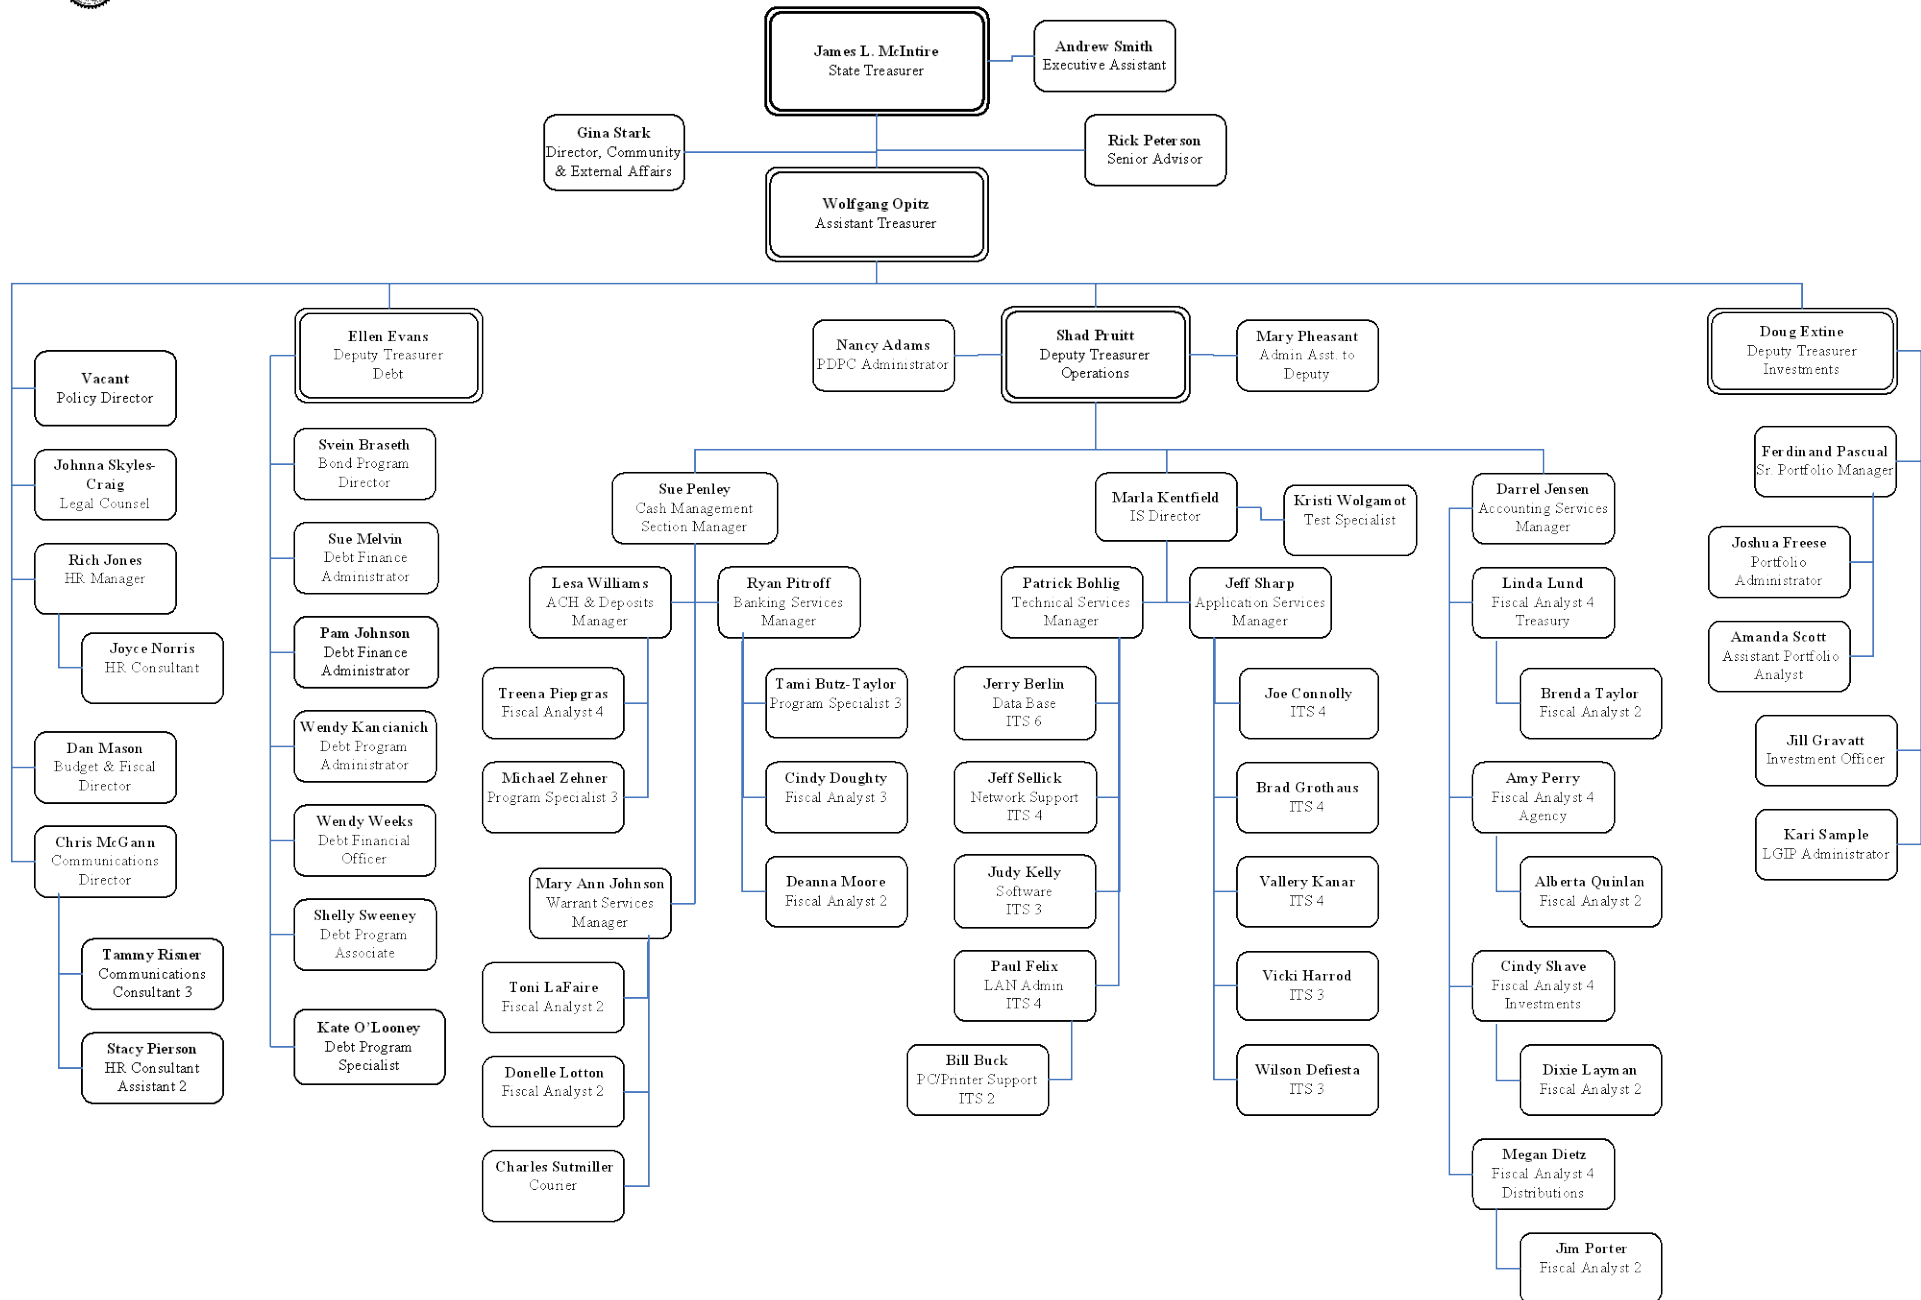 James L. McIntire
State Treasurer
Andrew Smith
Executive Assistant
Gina Stark
Director, Community
& External Affairs
Rick Peterson
Senior Advisor
Wolfgang Opitz
Assistant Treasurer
Vacant
Policy Director
Johnna Skyles-
Craig
Legal Counsel
Rich Jones
HR Manager
Joyce Norris
HR Consultant
Dan Mason
Budget & Fiscal
Director
Chris McGann
Communications
Director
Tammy Risner
Communications
Consultant 3
Stacy Pierson
HR Consultant
Assistant 2
Ellen Evans
Deputy Treasurer
Debt
Svein Braseth
Bond Program
Director
Sue Melvin
Debt Finance
Administrator
Pam Johnson
Debt Finance
Administrator
Wendy Kancianich
Debt Program
Administrator
Wendy Weeks
Debt Financial
Officer
Shelly Sweeney
Debt Program
Associate
Kate O'Looney
Debt Program
Specialist
Nancy Adams
PDPC Administrator
Shad Pruitt
Deputy Treasurer
Operations
Mary Pheasant
Admin Asst. to
Deputy
Sue Penley
Cash Management
Section Manager
Lesa Williams
ACH & Deposits
Manager
Treena Piepgras
Fiscal Analyst 4
Michael Zehner
Program Specialist 3
Ryan Pitroff
Banking Services
Manager
Tami Butz-Taylor
Program Specialist 3
Cindy Doughty
Fiscal Analyst 3
Deanna Moore
Fiscal Analyst 2
Mary Ann Johnson
Warrant Services
Manager
Toni LaFaire
Fiscal Analyst 2
Donelle Lotton
Fiscal Analyst 2
Charles Sutmiller
Courier
Marla Kentfield
IS Director
Kristi Wolgamot
Test Specialist
Patrick Bohlig
Technical Services
Manager
Jerry Berlin
Data Base
ITS 6
Jeff Sellick
Network Support
ITS 4
Judy Kelly
Software
ITS 3
Paul Felix
LAN Admin
ITS 4
Bill Buck
PC/Printer Support
ITS 2
Jeff Sharp
Application Services
Manager
Joe Connolly
ITS 4
Brad Grothaus
ITS 4
Vallery Kanar
ITS 4
Vicki Harrod
ITS 3
Wilson Defiesta
ITS 3
Darrel Jensen
Accounting Services
Manager
Linda Lund
Fiscal Analyst 4
Treasury
Brenda Taylor
Fiscal Analyst 2
Amy Perry
Fiscal Analyst 4
Agency
Alberta Quinlan
Fiscal Analyst 2
Cindy Shave
Fiscal Analyst 4
Investments
Dixie Layman
Fiscal Analyst 2
Megan Dietz
Fiscal Analyst 4
Distributions
Jim Porter
Fiscal Analyst 2
Doug Extine
Deputy Treasurer
Investments
Ferdinand Pascual
Sr. Portfolio Manager
Joshua Freese
Portfolio
Administrator
Amanda Scott
Assistant Portfolio
Analyst
Jill Gravatt
Investment Officer
Kari Sample
LGIP Administrator